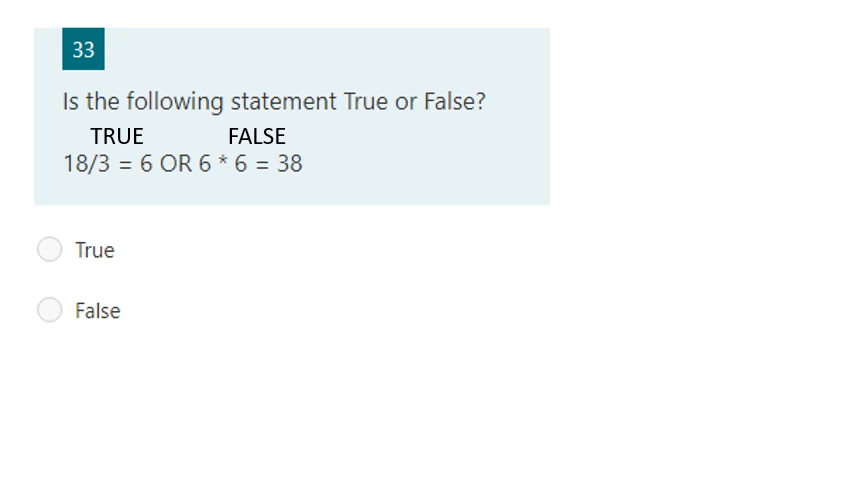 33
Is the following statement True or False?
TRUE FALSE
18/3 = 6 OR 6 * 6 = 38
True
False